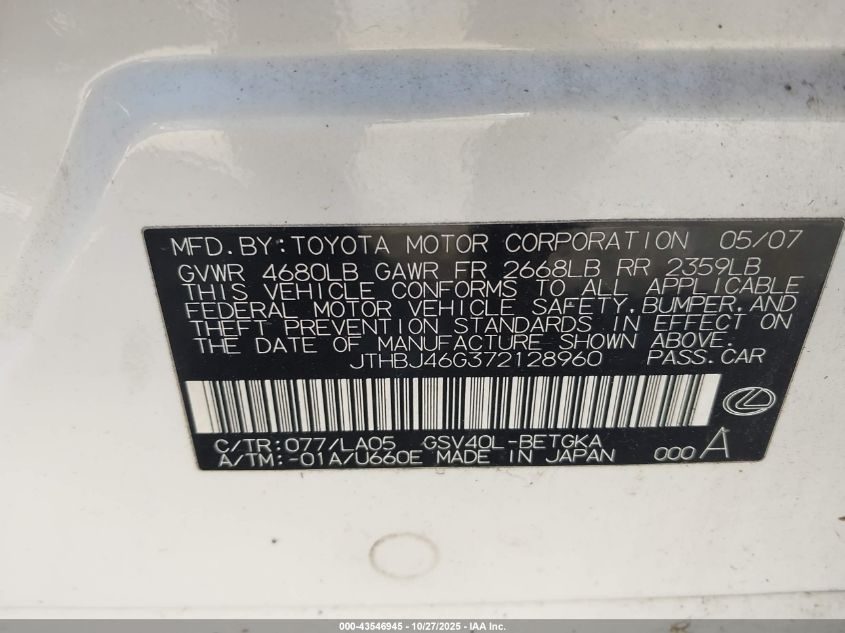 MFD.BY:TOYOTA MOTOR CORPORATION 05/07
GVWR 4680LB GAWR FR 2668LB RR 2359LB
THIS VEHICLE CONFORMS TO ALL APPLICABLE
FEDERAL MOTOR VEHICLE SAFETY,BUMPER,AND
THEFT PREVENTION STANDARDS IN EFFECT ON
THE DATE OF MANUFACTURE SHOWN ABOVE.
JTHBJ46G372128960 PASS.CAR
C/TR:077/LA05 GSV40L-BETGKA
A/TM:-01A/U660E MADE IN JAPAN 000 A
000-43546945 - 10/27/2025 - IAA Inc.